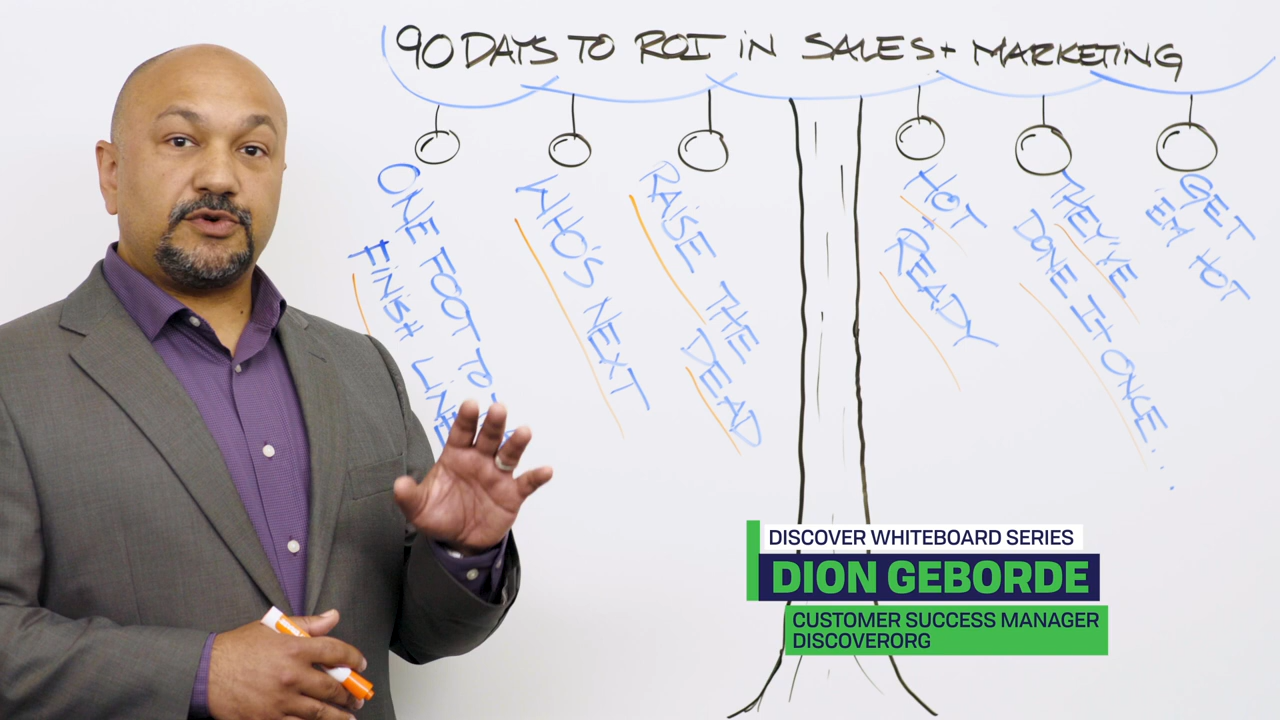 90 DAYS TO ROI IN SALES + MARKETING
ONE FOOT TO
FINISH LINE
WHO'S NEXT
RAISE THE
DEAD
HOT +
READY
THEY'VE
DONE IT ONCE...
GET
'EM HOT
DISCOVER WHITEBOARD SERIES
DION GEBORDE
CUSTOMER SUCCESS MANAGER
DISCOVERORG